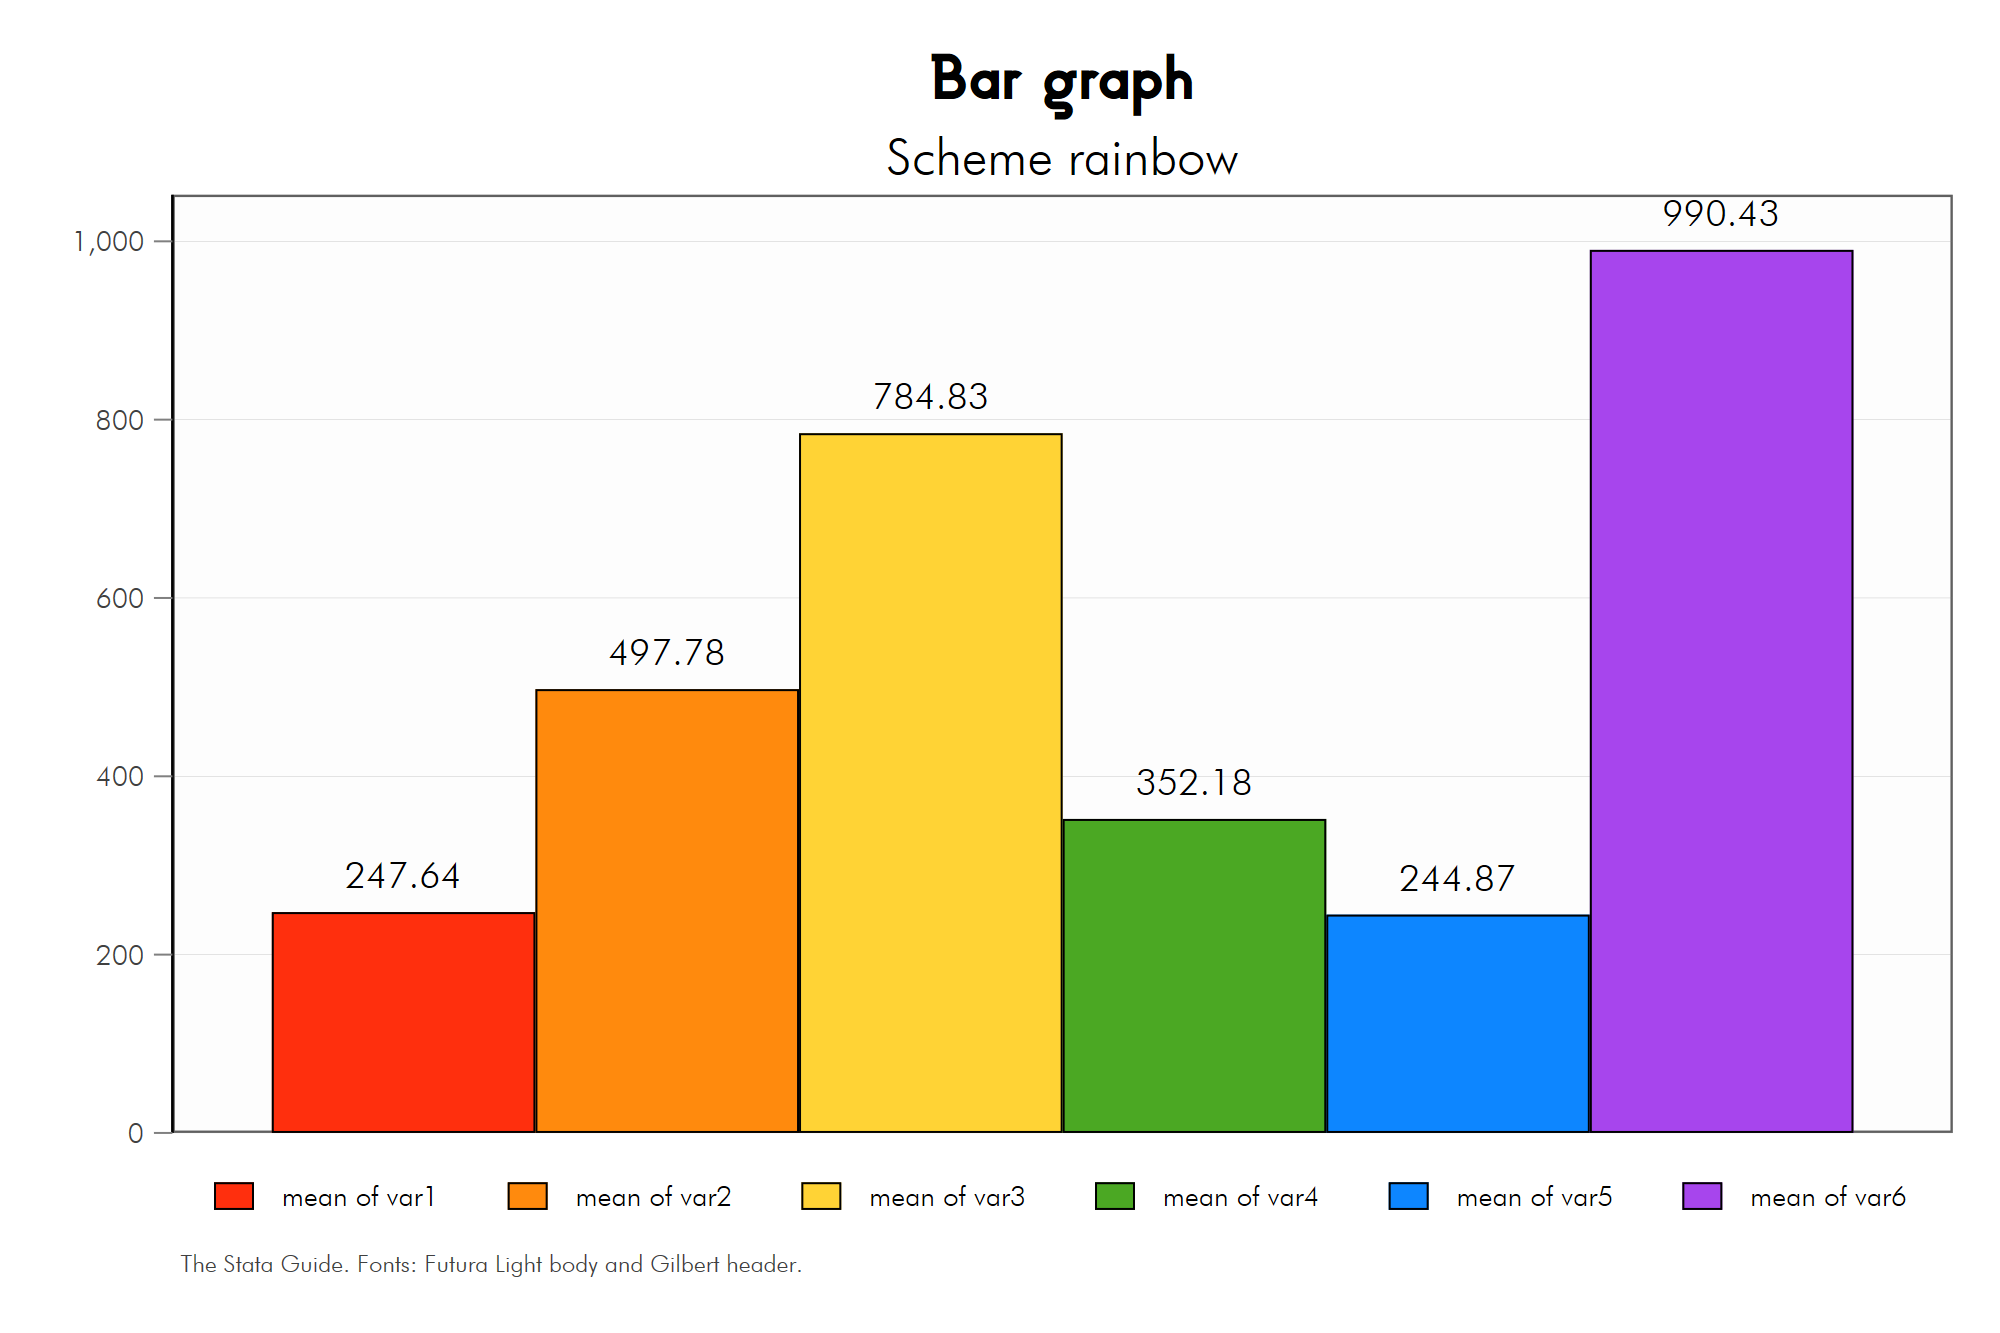 Bar graph
Scheme rainbow
1,000
800
600
400
200
0
247.64
497.78
784.83
352.18
244.87
990.43
mean of var1
mean of var2
mean of var3
mean of var4
mean of var5
mean of var6
The Stata Guide. Fonts: Futura Light body and Gilbert header.